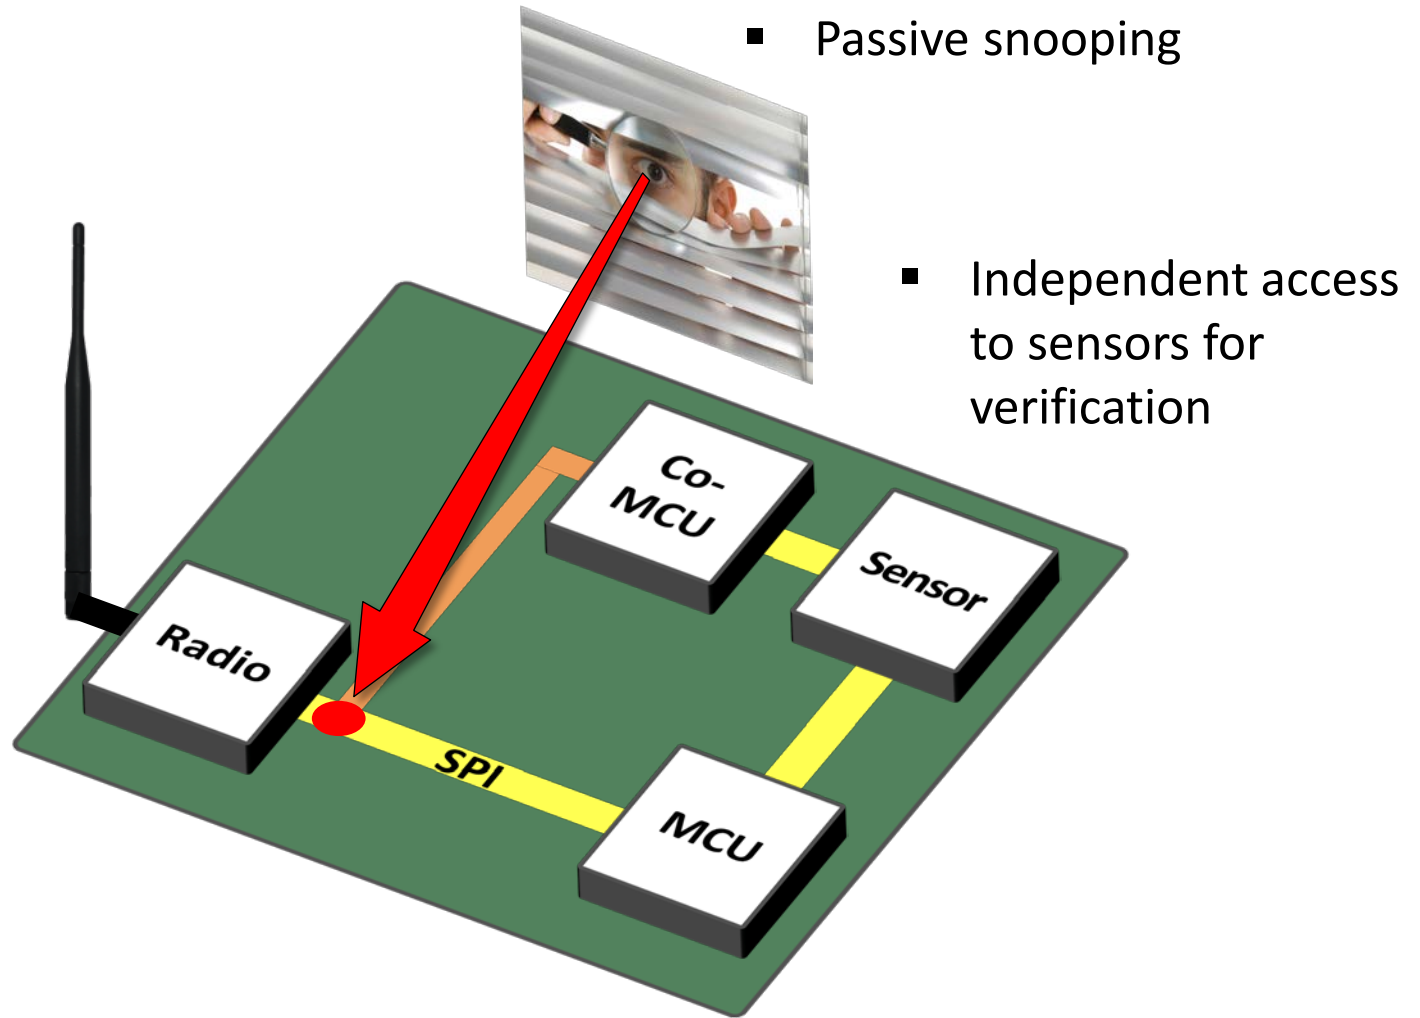 ▪ Passive snooping
▪ Independent access
to sensors for
verification
Co-
MCU
Sensor
Radio
SPI
MCU